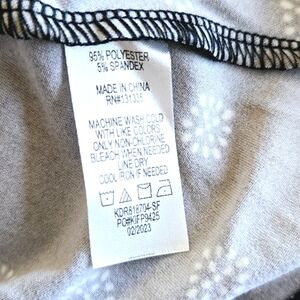 95% POLYESTER
5% SPANDEX
MADE IN CHINA
RN#131335
MACHINE WASH COLD
WITH LIKE COLORS
ONLY NON-CHLORINE
BLEACH WHEN NEEDED
LINE DRY
COOL IRON IF NEEDED
KDR618704-SF
PO#KIFP9425
02/2023